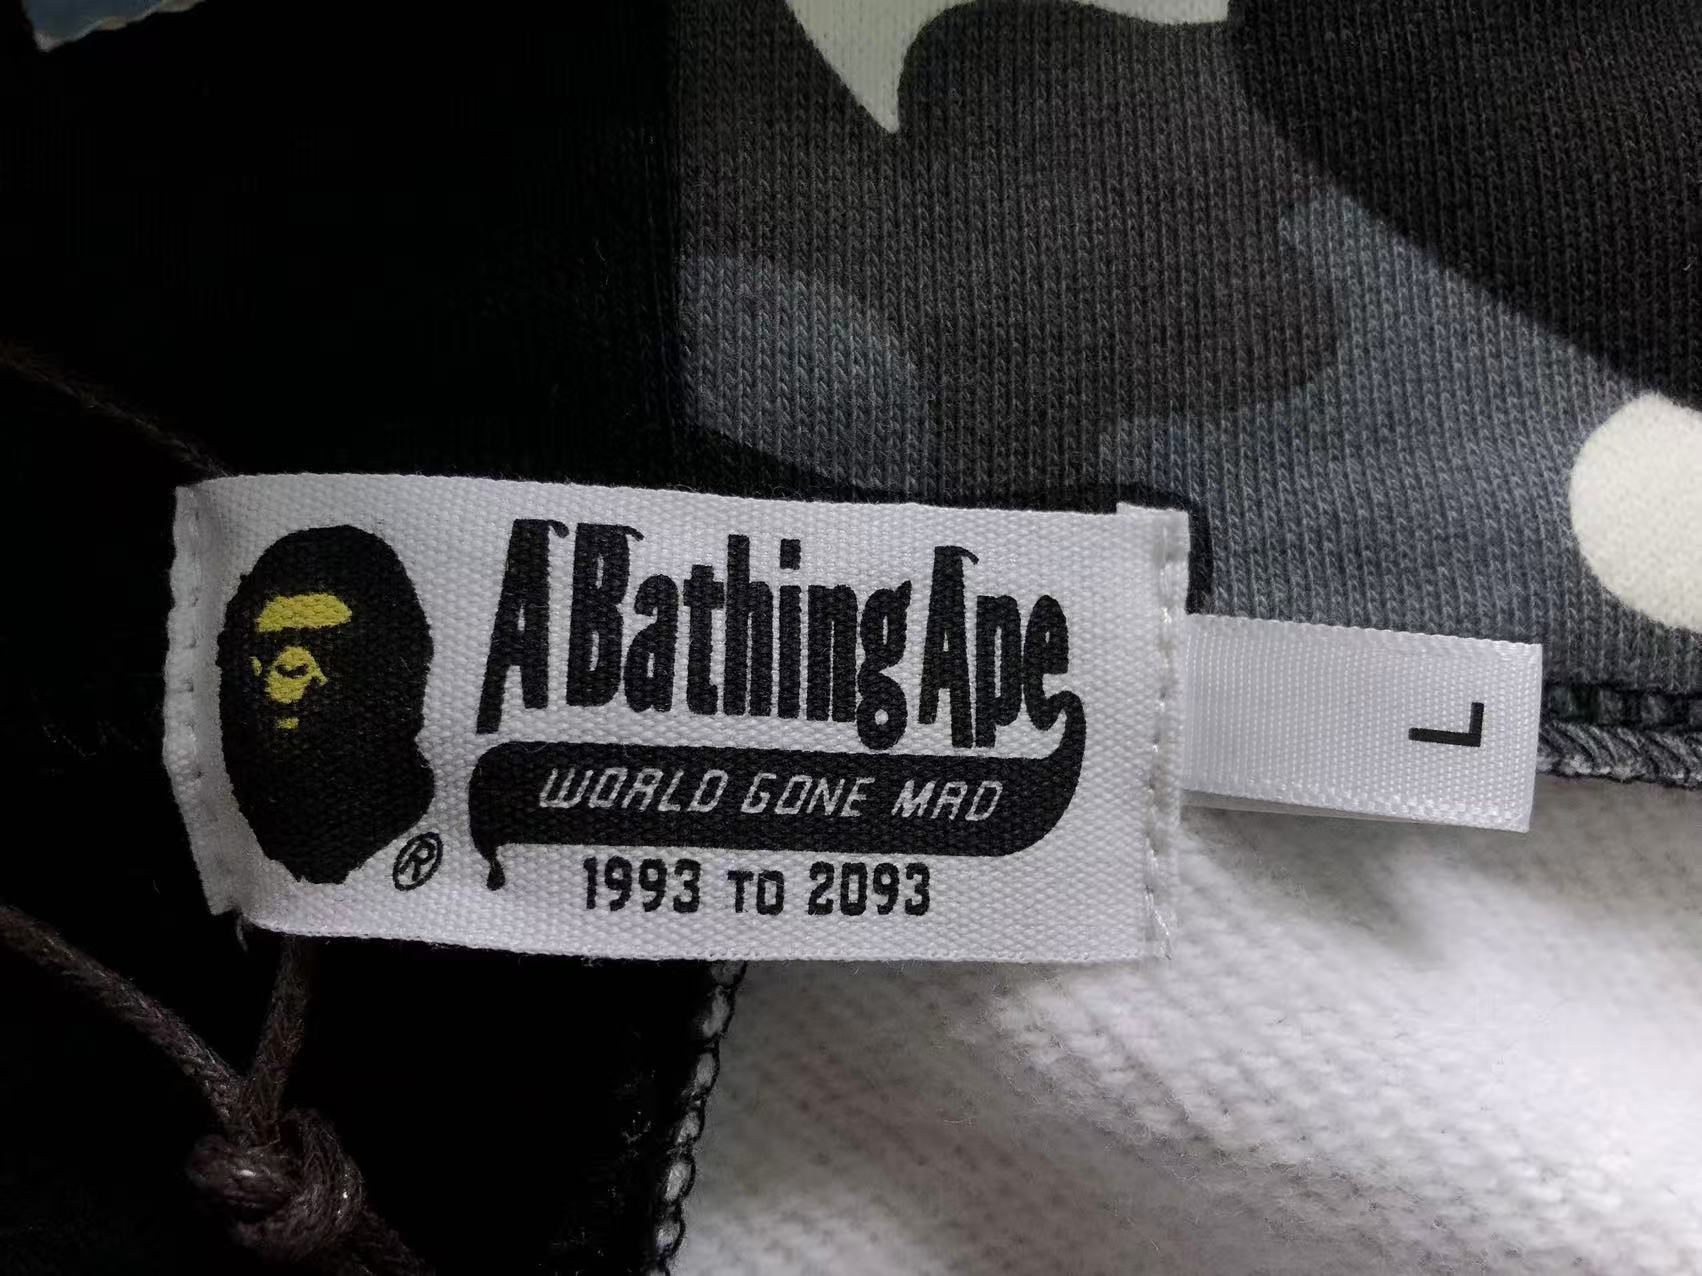 A Bathing Ape
WORLD GONE MAD
®
1993 TO 2093
L